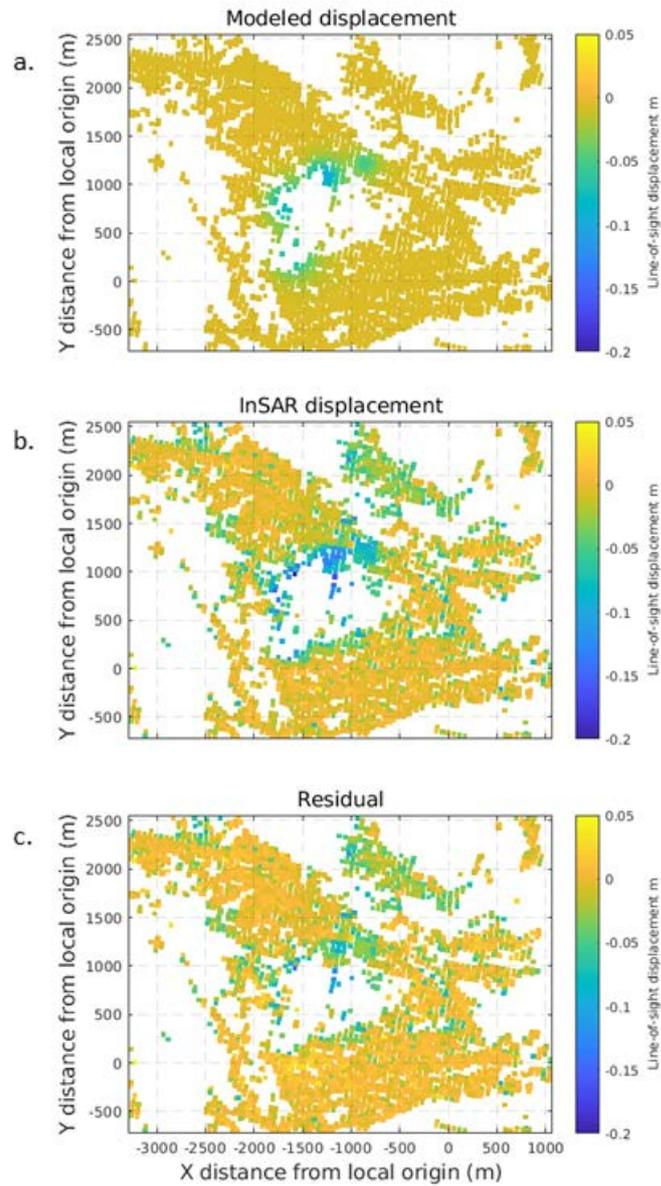 Modeled displacement
a.
Y distance from local origin (m)
2500
2000
1500
1000
500
0
-500
0.05
0
-0.05
-0.1
-0.15
-0.2
Line-of-sight displacement m
InSAR displacement
b.
Y distance from local origin (m)
2500
2000
1500
1000
500
0
-500
0.05
0
-0.05
-0.1
-0.15
-0.2
Line-of-sight displacement m
Residual
c.
Y distance from local origin (m)
2500
2000
1500
1000
500
0
-500
0.05
0
-0.05
-0.1
-0.15
-0.2
Line-of-sight displacement m
-3000 -2500 -2000 -1500 -1000 -500 0 500 1000
X distance from local origin (m)